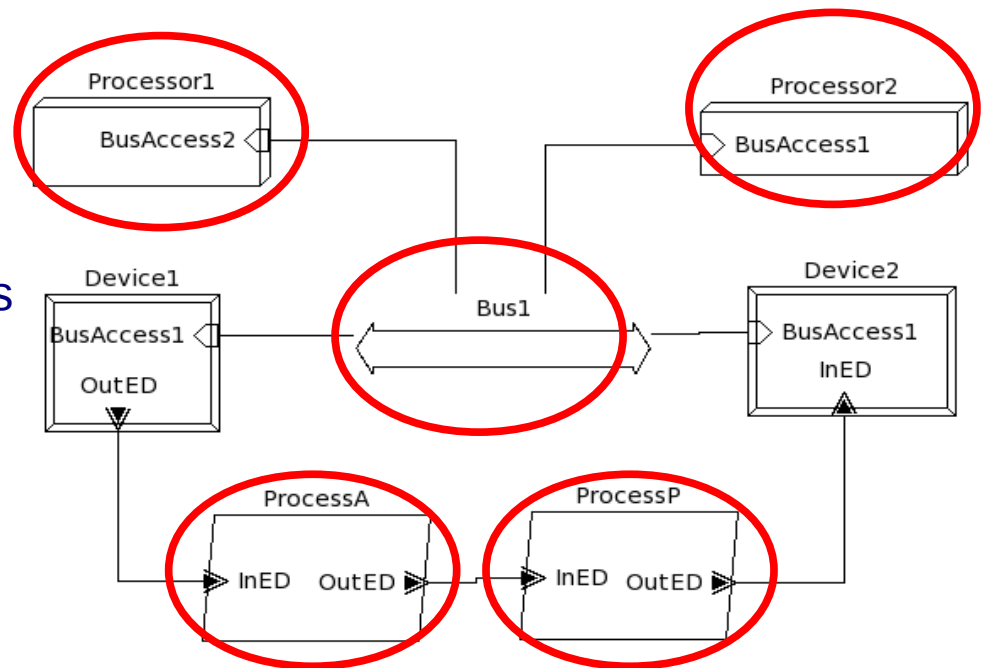 Processor1
BusAccess2
Processor2
BusAccess1
s
Device1
BusAccess1
OutED
Bus1
Device2
BusAccess1
InED
ProcessA
InED OutED
ProcessP
InED OutED